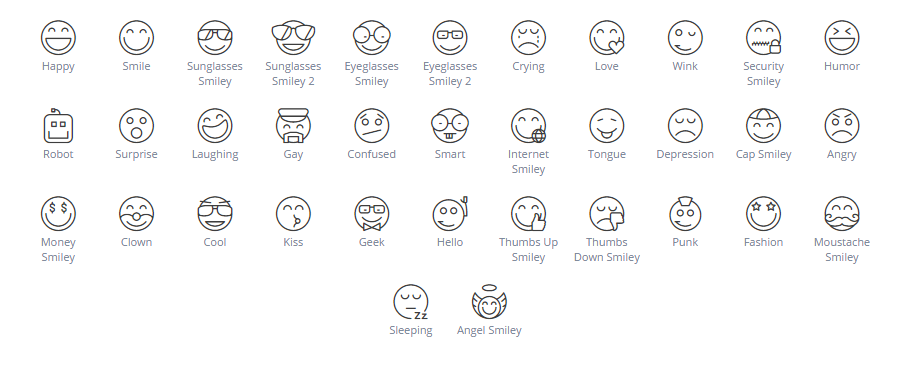 Happy
Smile
Sunglasses
Smiley
Sunglasses
Smiley 2
Eyeglasses
Smiley
Eyeglasses
Smiley 2
Crying
Love
Wink
Security
Smiley
Humor
Robot
Surprise
Laughing
Gay
Confused
Smart
Internet
Smiley
Tongue
Depression
Cap Smiley
Angry
$ $
Money
Smiley
Clown
Cool
Kiss
Geek
Hello
Thumbs Up
Smiley
Thumbs
Down Smiley
Punk
Fashion
Moustache
Smiley
zz
Sleeping
Angel Smiley